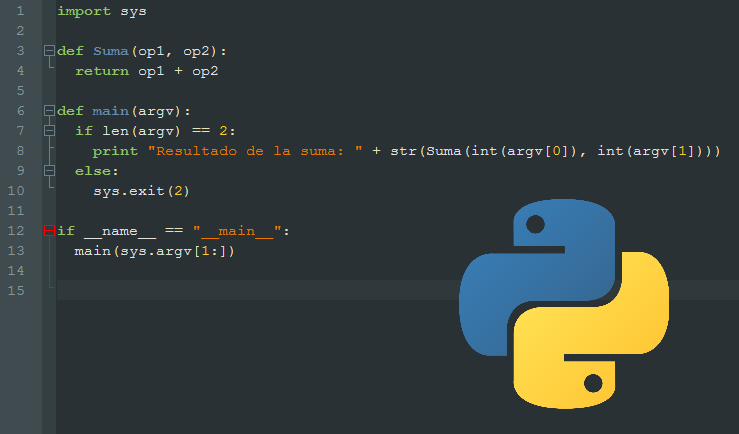 1 import sys
2
3 def Suma(op1, op2):
4 return op1 + op2
5
6 def main(argv):
7 if len(argv) == 2:
8 print "Resultado de la suma: " + str(Suma(int(argv[0]), int(argv[1])))
9 else:
10 sys.exit(2)
11
12 if __name__ == "__main__":
13 main(sys.argv[1:])
14
15